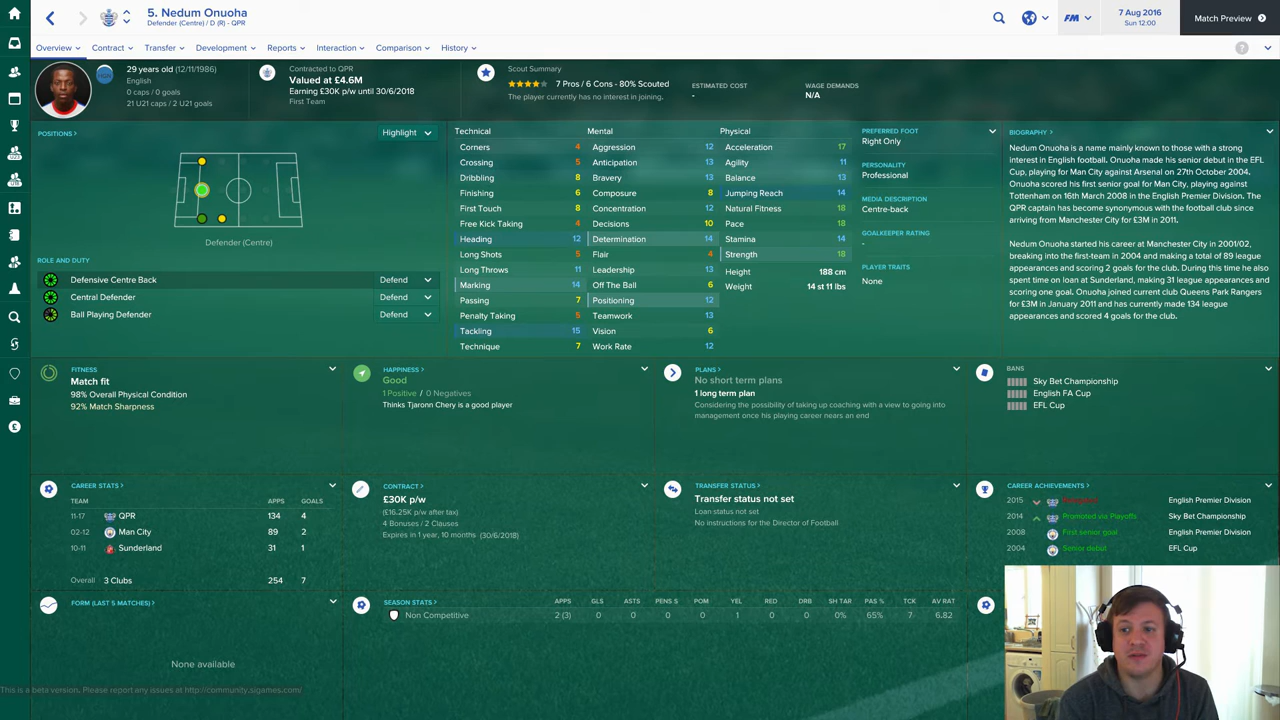 5. Nedum Onuoha
Defender (Centre) / D (R) - QPR
FM
7 Aug 2016
Sun 12:00
Match Preview
Overview
Contract
Transfer
Development
Reports
Interaction
Comparison
History
29 years old (12/11/1986)
English
0 caps / 0 goals
21 U21 caps / 2 U21 goals
HGN
Contracted to QPR
Valued at £4.6M
Earning £30K p/w until 30/6/2018
First Team
Scout Summary
7 Pros / 6 Cons - 80% Scouted
The player currently has no interest in joining.
ESTIMATED COST
-
WAGE DEMANDS
N/A
POSITIONS >
Highlight
Defender (Centre)
ROLE AND DUTY
Defensive Centre Back Defend
Central Defender Defend
Ball Playing Defender Defend
Technical
Corners 4
Crossing 5
Dribbling 8
Finishing 6
First Touch 8
Free Kick Taking 4
Heading 12
Long Shots 5
Long Throws 11
Marking 14
Passing 7
Penalty Taking 5
Tackling 15
Technique 7
Mental
Aggression 12
Anticipation 13
Bravery 13
Composure 8
Concentration 12
Decisions 10
Determination 14
Flair 4
Leadership 13
Off The Ball 6
Positioning 12
Teamwork 13
Vision 6
Work Rate 12
Physical
Acceleration 17
Agility 11
Balance 13
Jumping Reach 14
Natural Fitness 18
Pace 18
Stamina 14
Strength 18
Height 188 cm
Weight 14 st 11 lbs
PREFERRED FOOT
Right Only
PERSONALITY
Professional
MEDIA DESCRIPTION
Centre-back
GOALKEEPER RATING
-
PLAYER TRAITS
None
BIOGRAPHY >
Nedum Onuoha is a name mainly known to those with a strong
interest in English football. Onuoha made his senior debut in the EFL
Cup, playing for Man City against Arsenal on 27th October 2004.
Onuoha scored his first senior goal for Man City, playing against
Tottenham on 16th March 2008 in the English Premier Division. The
QPR captain has become synonymous with the football club since
arriving from Manchester City for £3M in 2011.
Nedum Onuoha started his career at Manchester City in 2001/02,
breaking into the first-team in 2004 and making a total of 89 league
appearances and scoring 2 goals for the club. During this time he also
spent time on loan at Sunderland, making 31 league appearances and
scoring one goal. Onuoha joined current club Queens Park Rangers
for £3M in January 2011 and has currently made 134 league
appearances and scored 4 goals for the club.
FITNESS
Match fit
98% Overall Physical Condition
92% Match Sharpness
HAPPINESS >
Good
1 Positive / 0 Negatives
Thinks Tjaronn Chery is a good player
PLANS >
No short term plans
1 long term plan
Considering the possibility of taking up coaching with a view to going into
management once his playing career nears an end
BANS
Sky Bet Championship
English FA Cup
EFL Cup
CAREER STATS >
TEAM APPS GOALS
11-17 QPR 134 4
02-12 Man City 89 2
10-11 Sunderland 31 1
Overall 3 Clubs 254 7
CONTRACT >
£30K p/w
(£16.25K p/w after tax)
4 Bonuses / 2 Clauses
Expires in 1 year, 10 months (30/6/2018)
TRANSFER STATUS >
Transfer status not set
Loan status not set
No instructions for the Director of Football
CAREER ACHIEVEMENTS >
2015 English Premier Division
2014 Promoted via Playoffs Sky Bet Championship
2008 First senior goal English Premier Division
2004 Senior debut EFL Cup
FORM (LAST 5 MATCHES) >
None available
SEASON STATS >
APPS GLS ASTS PENS S POM YEL RED DRB SH TAR PAS % TCK AV RAT
Non Competitive 2 (3) 0 0 0 0 1 0 0 0% 65% 7 6.82
This is a beta version. Please report any issues at http://community.sigames.com/